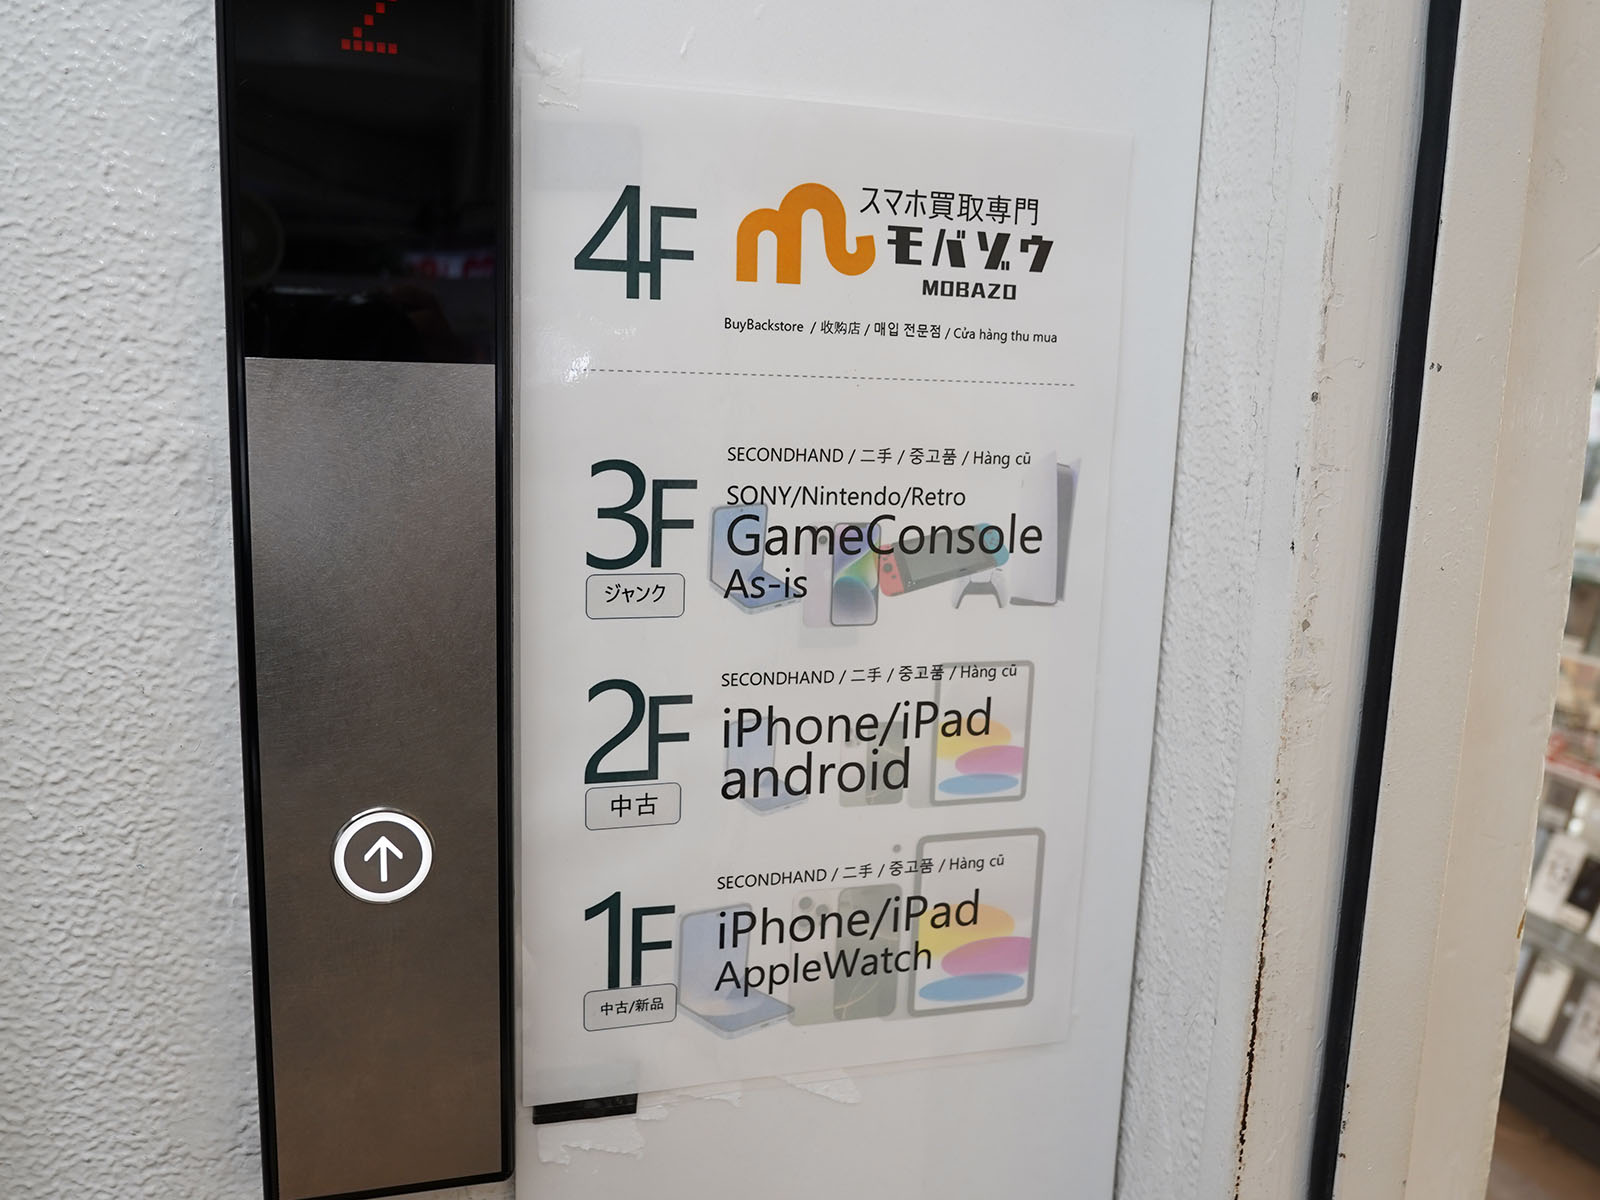 2
4F
スマホ買取専門
モバゾウ
MOBAZO
BuyBackstore / 收购店 / 매입 전문점 / Cửa hàng thu mua
SECONDHAND / 二手 / 중고품 / Hàng cũ
3F
SONY/Nintendo/Retro
GameConsole
As-is
ジャンク
SECONDHAND / 二手 / 중고품 / Hàng cũ
2F
iPhone/iPad
android
中古
SECONDHAND / 二手 / 중고품 / Hàng cũ
1F
iPhone/iPad
AppleWatch
中古/新品